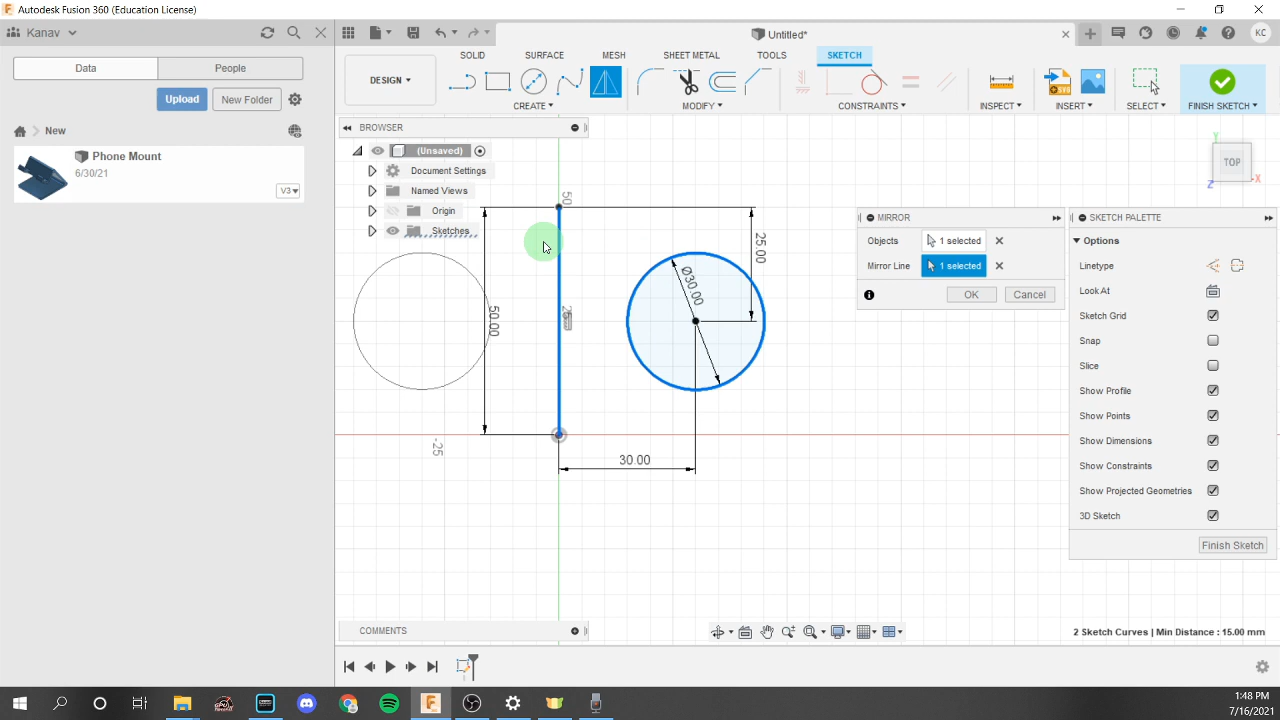 Autodesk Fusion 360 (Education License)
Kanav
Untitled*
KC
Data
People
Upload
New Folder
New
Phone Mount
6/30/21
V3
DESIGN
SOLID
SURFACE
MESH
SHEET METAL
TOOLS
SKETCH
CREATE
MODIFY
CONSTRAINTS
INSPECT
INSERT
SELECT
FINISH SKETCH
BROWSER
(Unsaved)
Document Settings
Named Views
Origin
Sketches
TOP
Y
X
Z
50
25.00
Ø30.00
50.00
-25
30.00
MIRROR
Objects
1 selected
Mirror Line
1 selected
OK
Cancel
SKETCH PALETTE
Options
Linetype
Look At
Sketch Grid
Snap
Slice
Show Profile
Show Points
Show Dimensions
Show Constraints
Show Projected Geometries
3D Sketch
Finish Sketch
COMMENTS
2 Sketch Curves | Min Distance : 15.00 mm
1:48 PM
7/16/2021